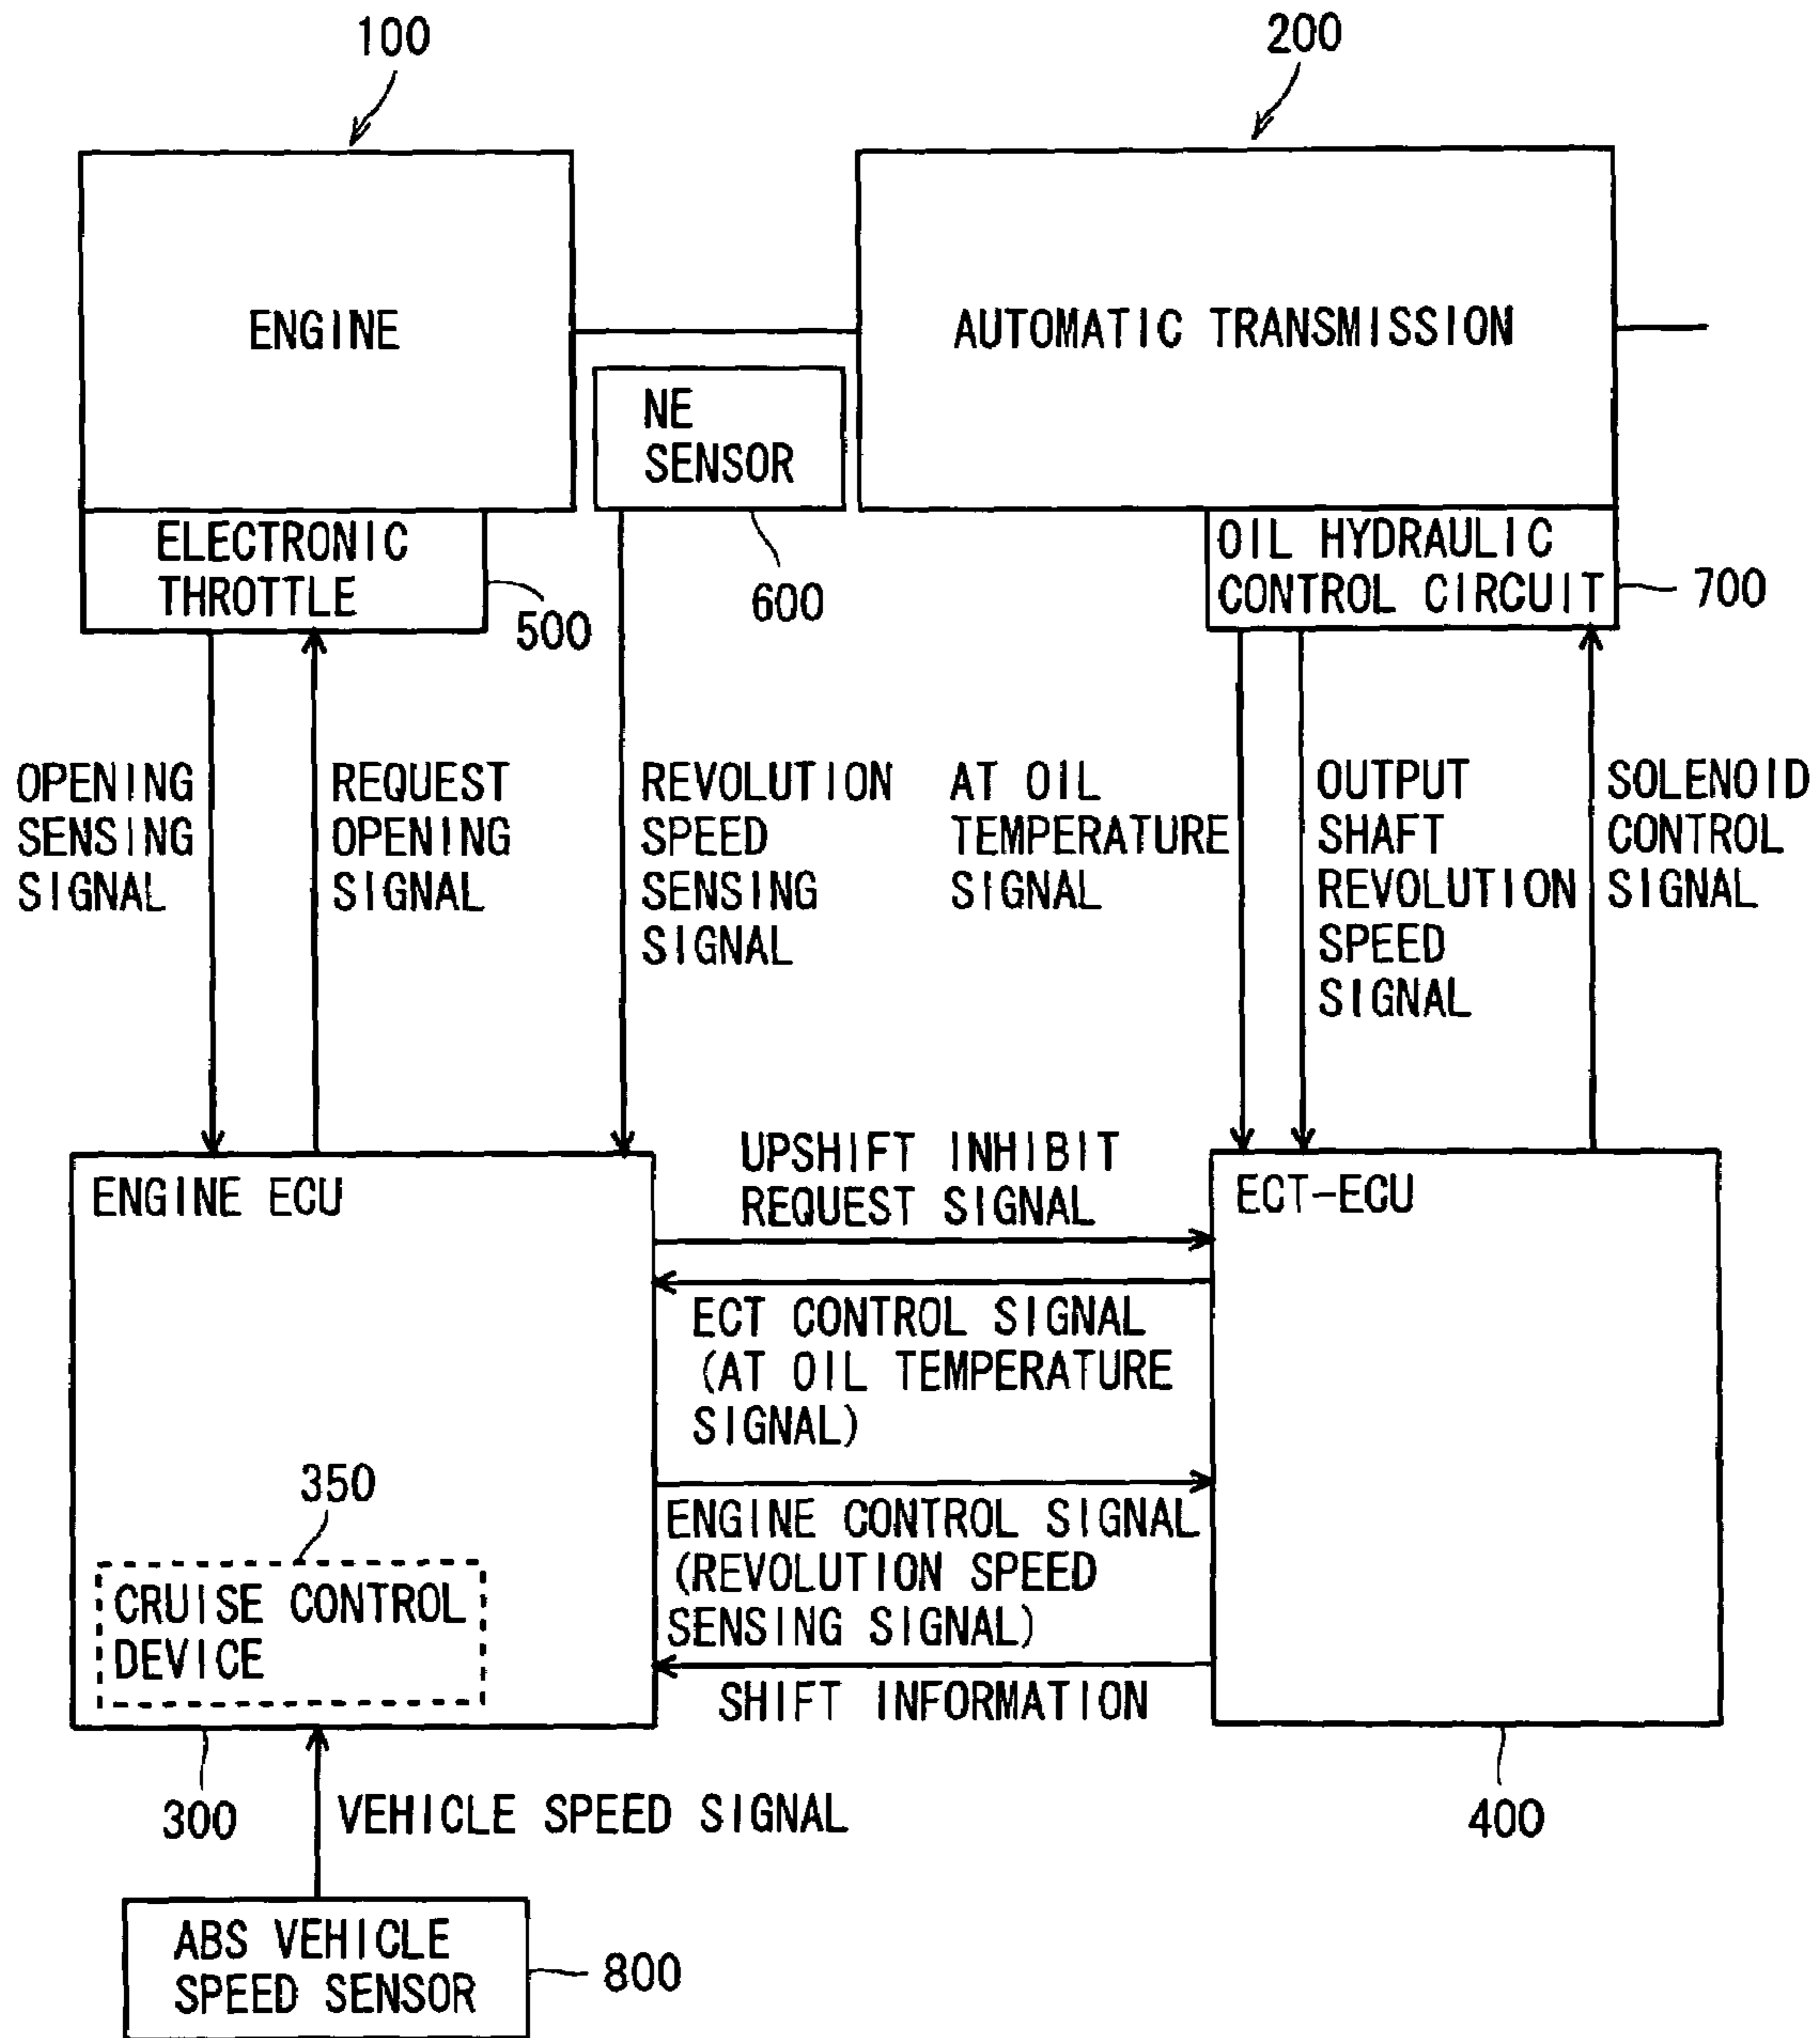 100
200
ENGINE
AUTOMATIC TRANSMISSION
NE
SENSOR
600
ELECTRONIC
THROTTLE
500
OIL HYDRAULIC
CONTROL CIRCUIT
700
OPENING
SENSING
SIGNAL
REQUEST
OPENING
SIGNAL
REVOLUTION
SPEED
SENSING
SIGNAL
AT OIL
TEMPERATURE
SIGNAL
OUTPUT
SHAFT
REVOLUTION
SPEED
SIGNAL
SOLENOID
CONTROL
SIGNAL
ENGINE ECU
UPSHIFT INHIBIT
REQUEST SIGNAL
ECT-ECU
ECT CONTROL SIGNAL
(AT OIL TEMPERATURE
SIGNAL)
350
CRUISE CONTROL
DEVICE
ENGINE CONTROL SIGNAL
(REVOLUTION SPEED
SENSING SIGNAL)
SHIFT INFORMATION
300
VEHICLE SPEED SIGNAL
400
ABS VEHICLE
SPEED SENSOR
800